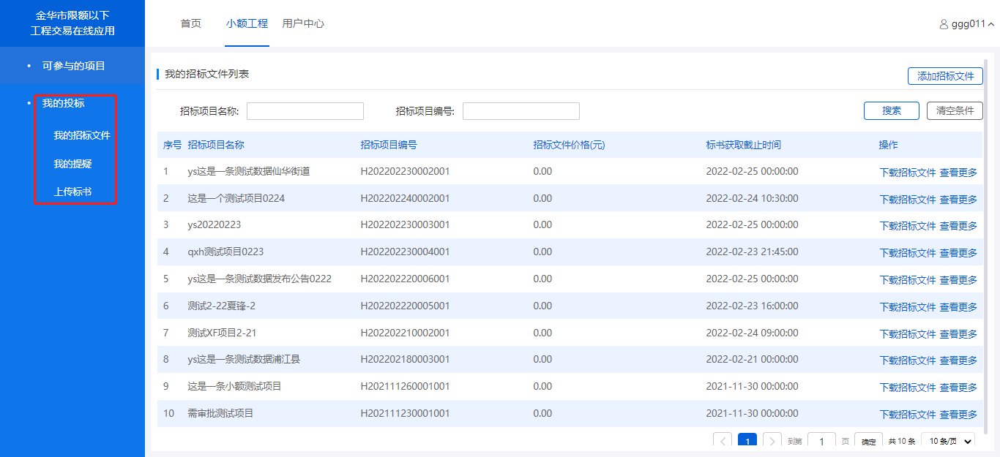 金华市限额以下
工程交易在线应用
首页 小额工程 用户中心
ggg011
可参与的项目
我的投标
我的招标文件
我的提疑
上传标书
我的招标文件列表
添加招标文件
招标项目名称: 招标项目编号: 搜索 清空条件
序号 招标项目名称 招标项目编号 招标文件价格(元) 标书获取截止时间 操作
1 ys这是一条测试数据仙华街道 H202202230002001 0.00 2022-02-25 00:00:00 下载招标文件 查看更多
2 这是一个测试项目0224 H202202240002001 0.00 2022-02-24 10:30:00 下载招标文件 查看更多
3 ys20220223 H202202230003001 0.00 2022-02-25 00:00:00 下载招标文件 查看更多
4 qxh测试项目0223 H202202230004001 0.00 2022-02-23 21:45:00 下载招标文件 查看更多
5 ys这是一条测试数据发布公告0222 H202202220006001 0.00 2022-02-25 00:00:00 下载招标文件 查看更多
6 测试2-22夏锋-2 H202202220005001 0.00 2022-02-23 16:00:00 下载招标文件 查看更多
7 测试XF项目2-21 H202202210002001 0.00 2022-02-24 09:00:00 下载招标文件 查看更多
8 ys这是一条测试数据浦江县 H202202180003001 0.00 2022-02-21 00:00:00 下载招标文件 查看更多
9 这是一条小额测试项目 H202111260001001 0.00 2021-11-30 00:00:00 下载招标文件 查看更多
10 需审批测试项目 H202111230001001 0.00 2021-11-30 00:00:00 下载招标文件 查看更多
1 到第 1 页 确定 共 10 条 10 条/页